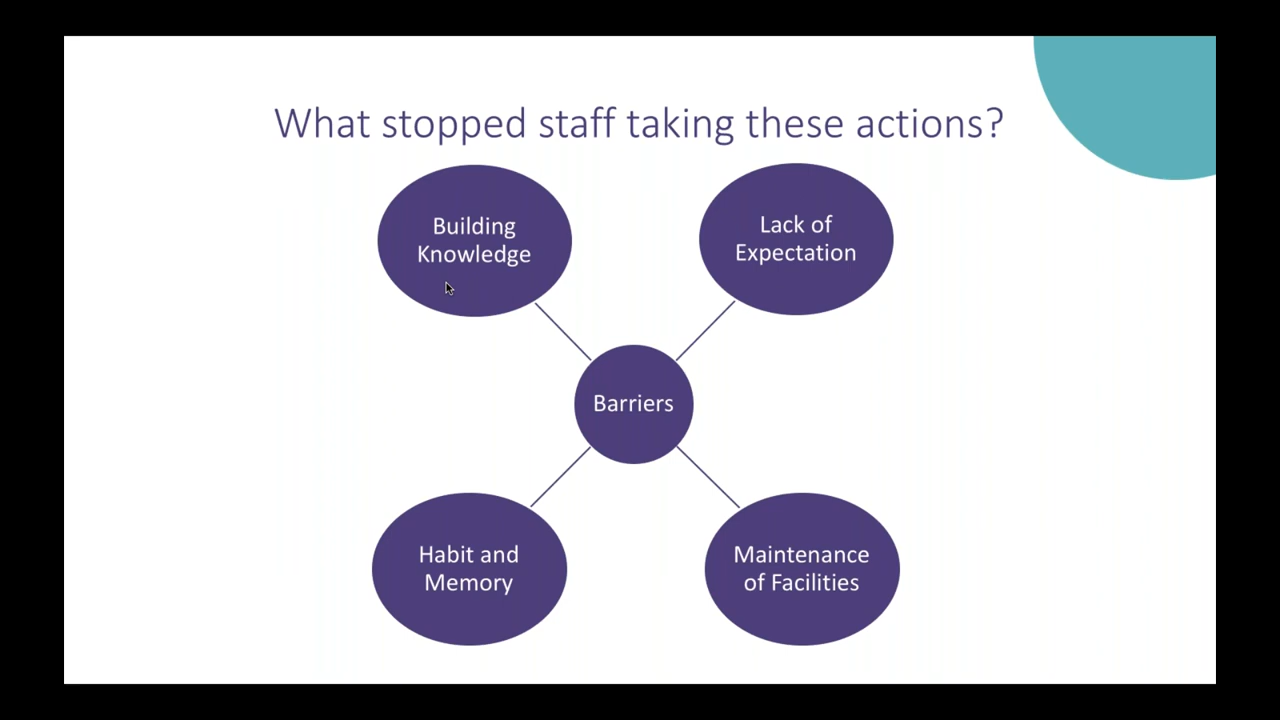 What stopped staff taking these actions?
Building
Knowledge
Lack of
Expectation
Barriers
Habit and
Memory
Maintenance
of Facilities